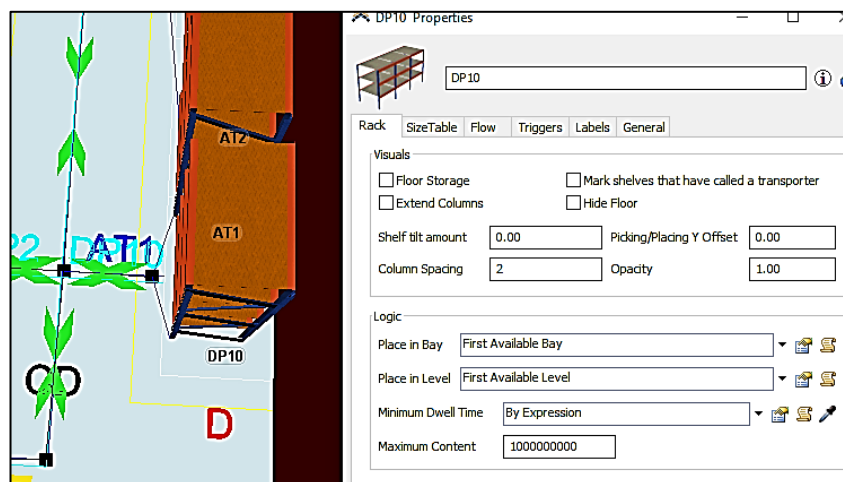 AT2
AT1
AT1
DP10
CD
D
DP10 Properties
DP10
Rack SizeTable Flow Triggers Labels General
Visuals
Floor Storage Mark shelves that have called a transporter
Extend Columns Hide Floor
Shelf tilt amount 0.00 Picking/Placing Y Offset 0.00
Column Spacing 2 Opacity 1.00
Logic
Place in Bay First Available Bay
Place in Level First Available Level
Minimum Dwell Time By Expression
Maximum Content 1000000000